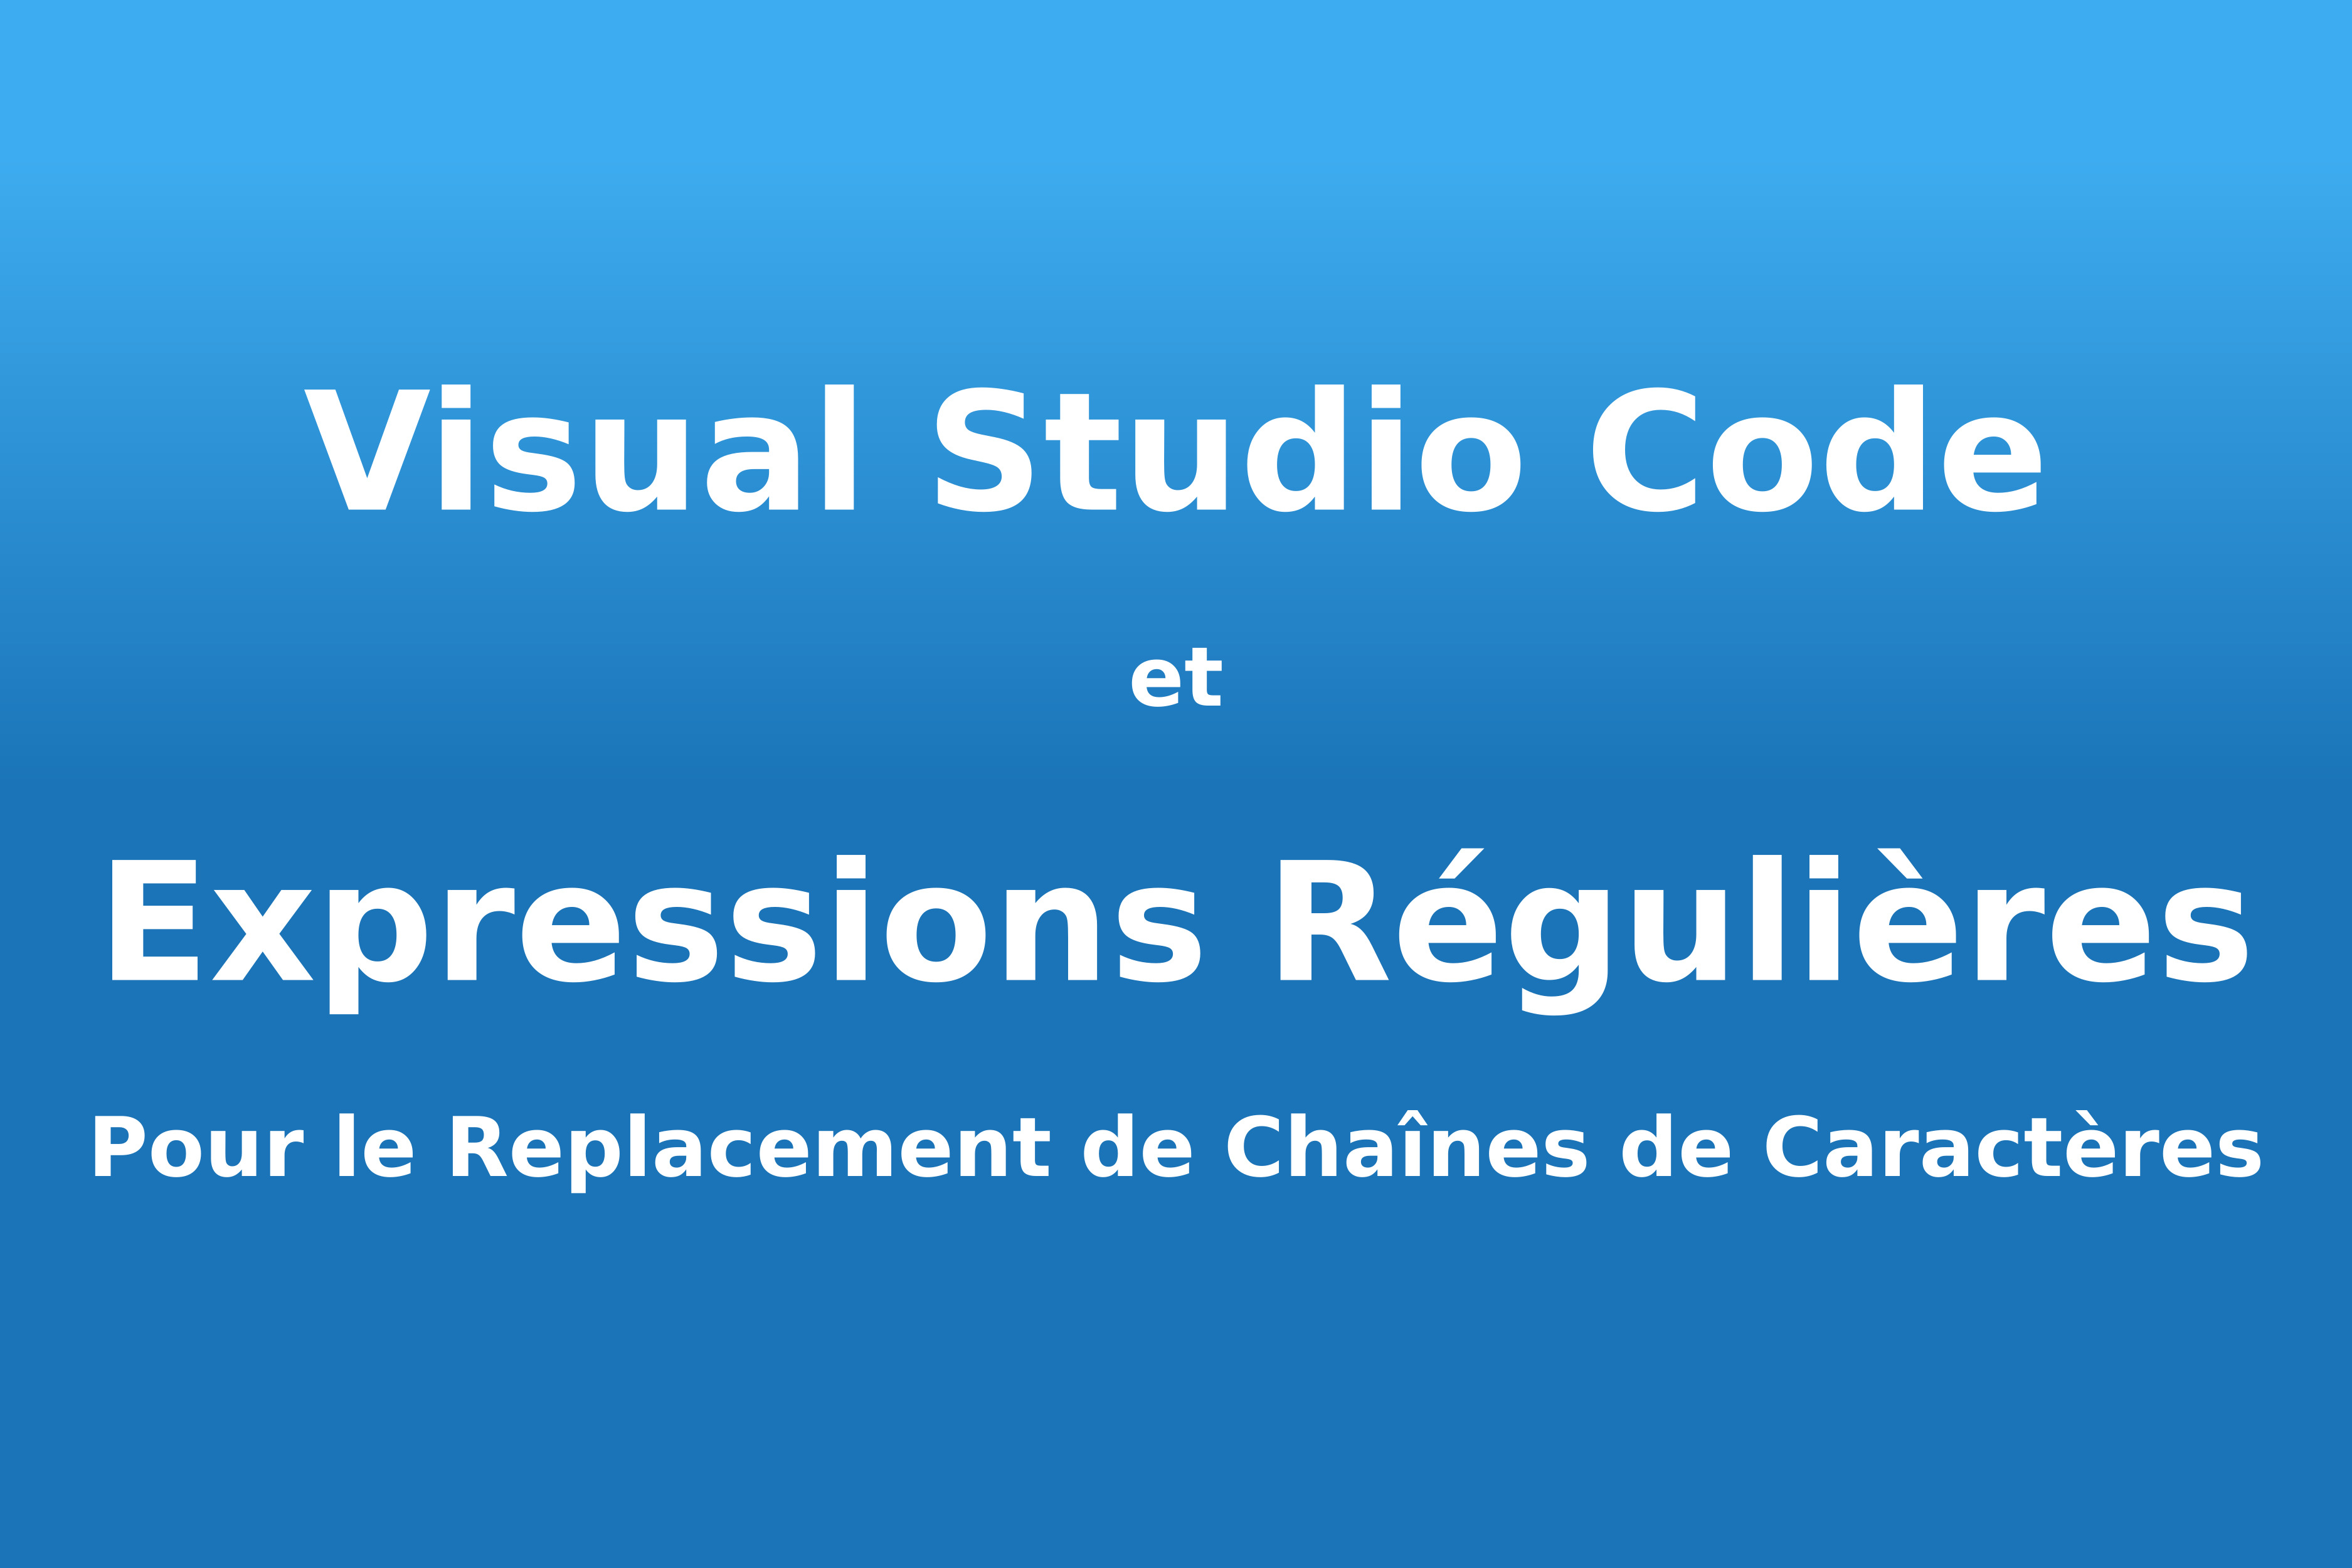 Visual Studio Code
et
Expressions Régulières
Pour le Replacement de Chaînes de Caractères